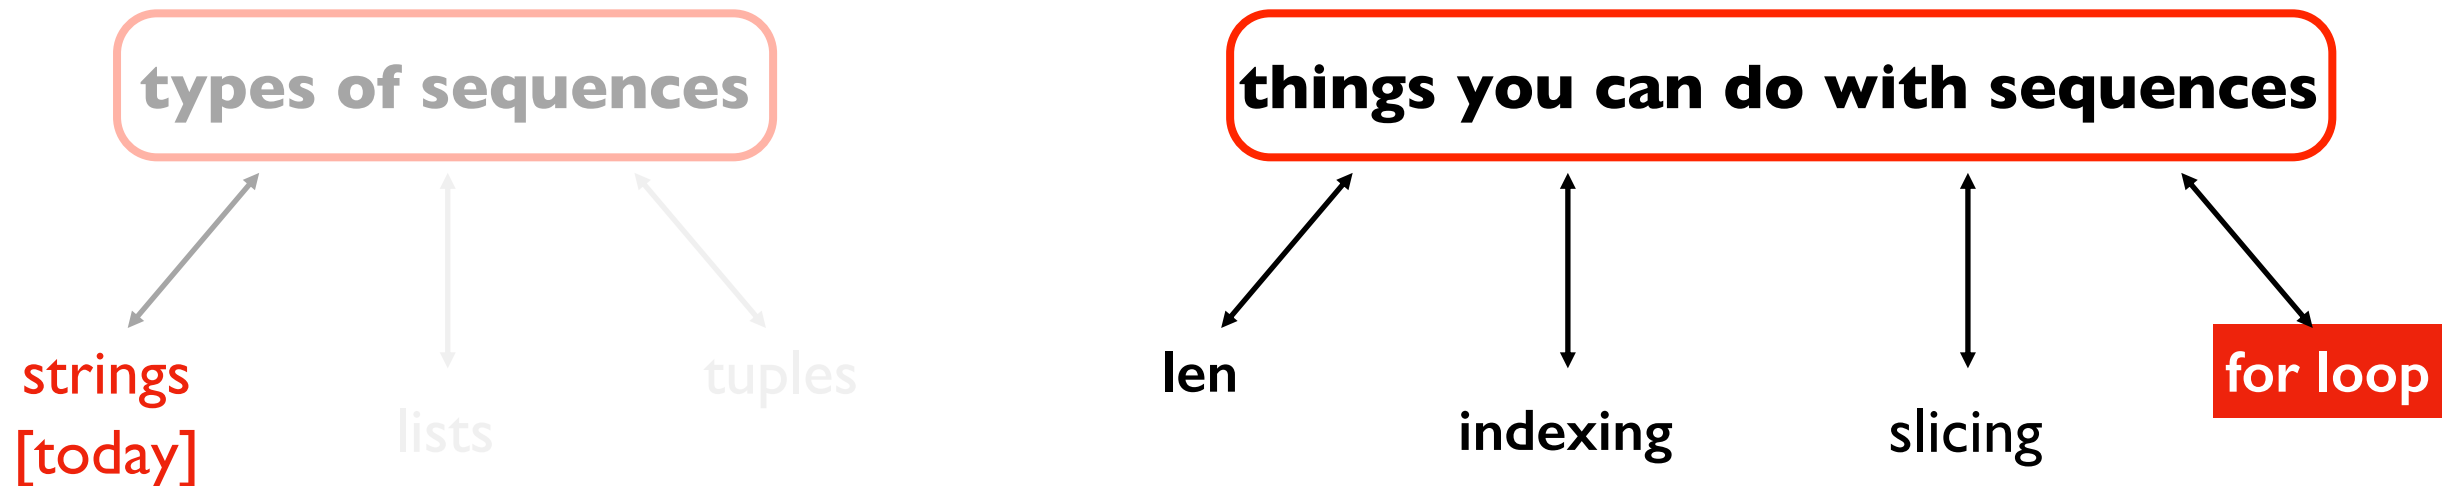 types of sequences
things you can do with sequences
strings
[today]
lists
tuples
len
indexing
slicing
for loop